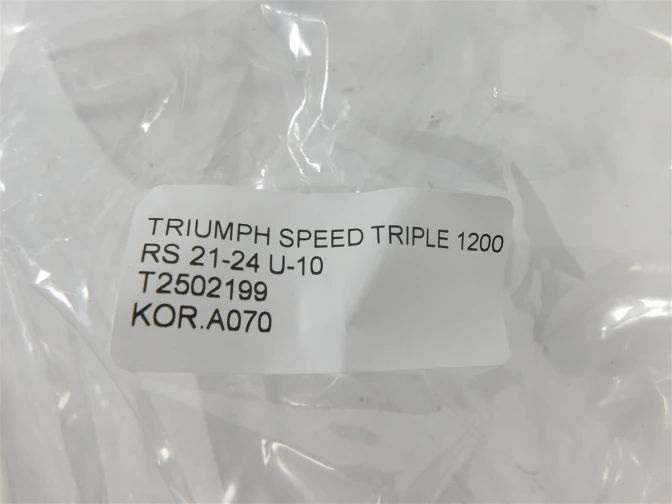 TRIUMPH SPEED TRIPLE 1200
RS 21-24 U-10
T2502199
KOR.A070